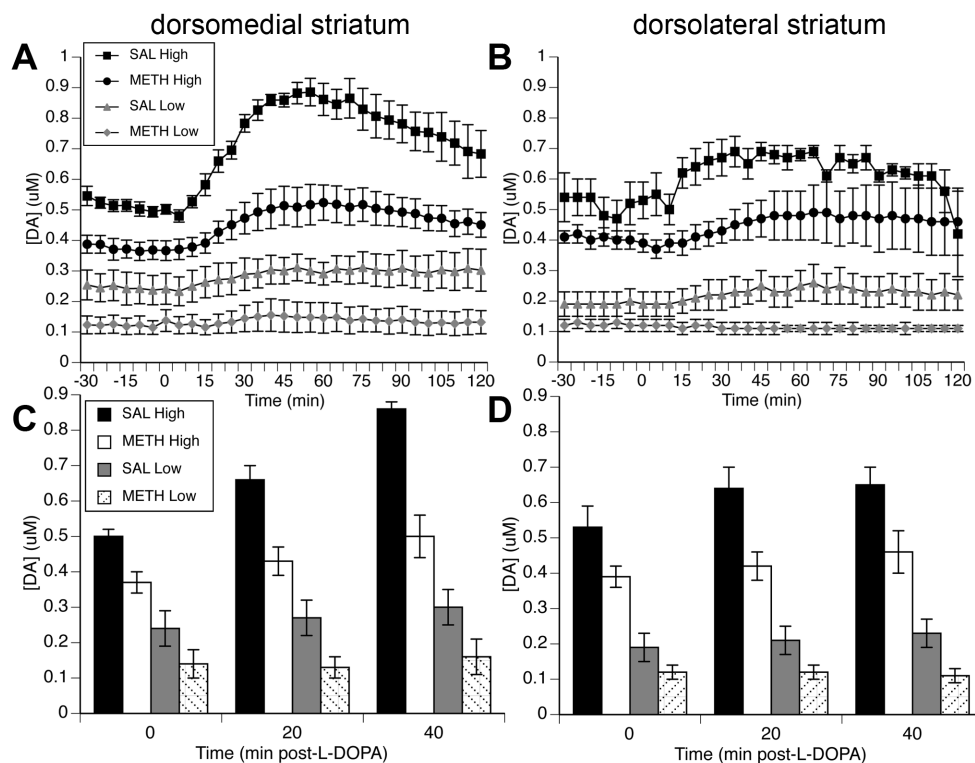 dorsomedial striatum
dorsolateral striatum
A
SAL High
METH High
SAL Low
METH Low
1
0.9
0.8
0.7
0.6
0.5
0.4
0.3
0.2
0.1
0
[DA] (uM)
-30 -15 0 15 30 45 60 75 90 105 120
Time (min)
B
1
0.9
0.8
0.7
0.6
0.5
0.4
0.3
0.2
0.1
0
[DA] (uM)
-30 -15 0 15 30 45 60 75 90 105 120
Time (min)
C
SAL High
METH High
SAL Low
METH Low
0.9
0.8
0.7
0.6
0.5
0.4
0.3
0.2
0.1
0
[DA] (uM)
0 20 40
Time (min post-L-DOPA)
D
0.9
0.8
0.7
0.6
0.5
0.4
0.3
0.2
0.1
0
[DA] (uM)
0 20 40
Time (min post-L-DOPA)